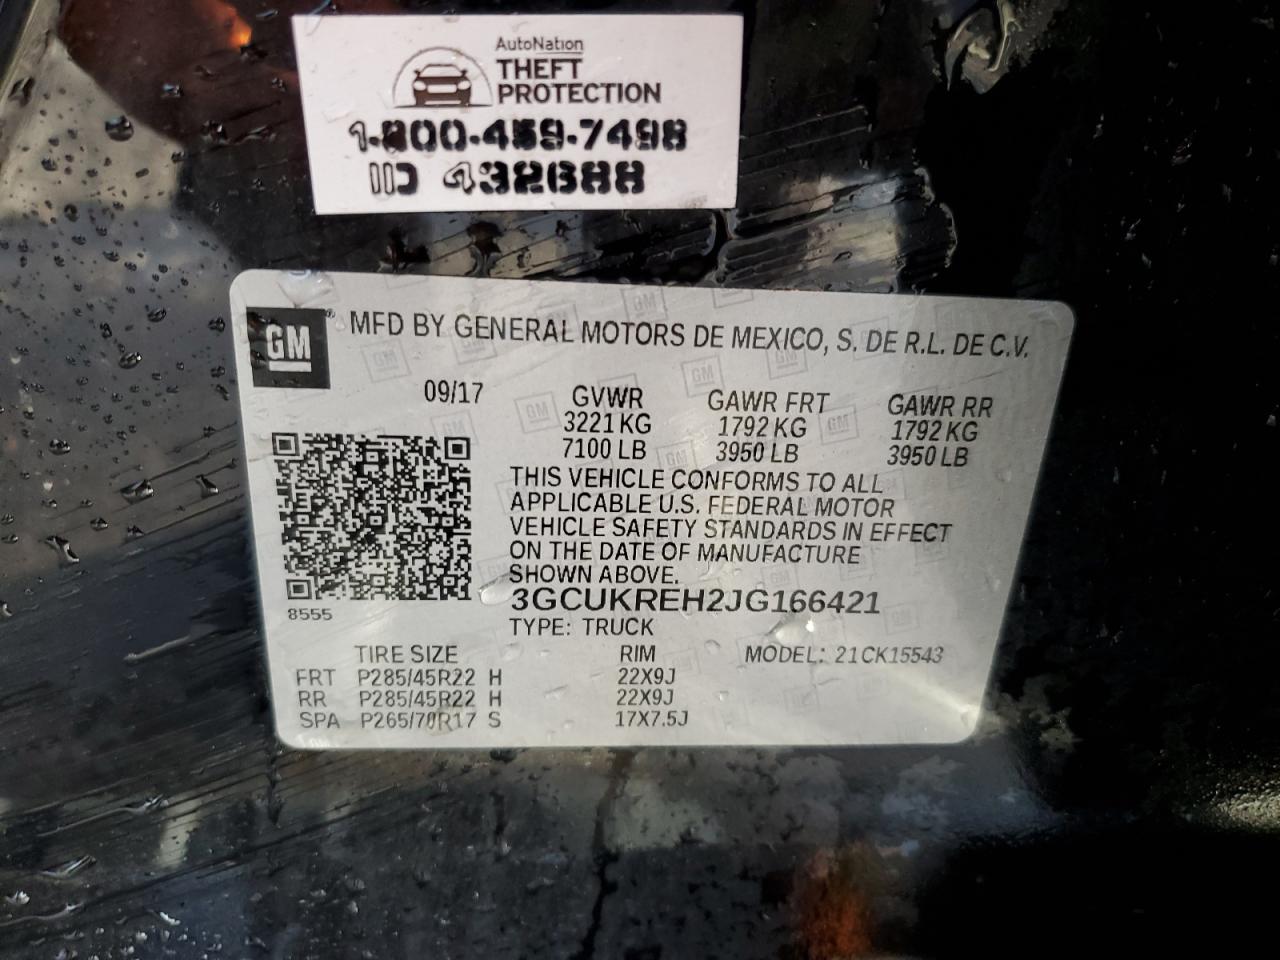 AutoNation
THEFT
PROTECTION
1-800-459-7498
ID 432688
GM
MFD BY GENERAL MOTORS DE MEXICO, S. DE R.L. DE C.V.
09/17 GVWR GAWR FRT GAWR RR
3221 KG 1792 KG 1792 KG
7100 LB 3950 LB 3950 LB
THIS VEHICLE CONFORMS TO ALL
APPLICABLE U.S. FEDERAL MOTOR
VEHICLE SAFETY STANDARDS IN EFFECT
ON THE DATE OF MANUFACTURE
SHOWN ABOVE.
3GCUKREH2JG166421
8555
TYPE: TRUCK
TIRE SIZE RIM MODEL: 21CK15543
FRT P285/45R22 H 22X9J
RR P285/45R22 H 22X9J
SPA P265/70R17 S 17X7.5J